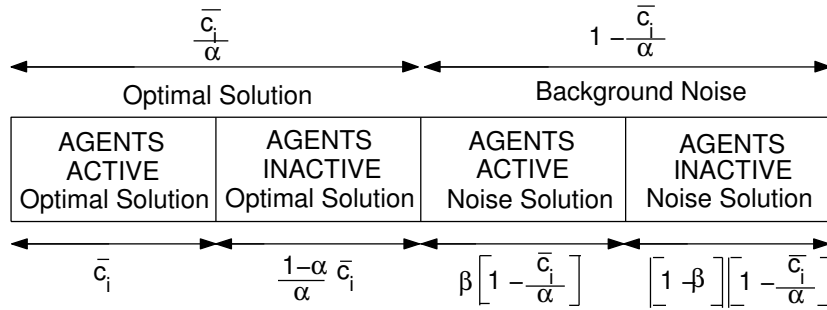 c̄ᵢ/α 1 − c̄ᵢ/α
Optimal Solution Background Noise
AGENTS AGENTS AGENTS AGENTS
ACTIVE INACTIVE ACTIVE INACTIVE
Optimal Solution Optimal Solution Noise Solution Noise Solution
c̄ᵢ (1−α)/α c̄ᵢ β[1 − c̄ᵢ/α] [1 − β][1 − c̄ᵢ/α]